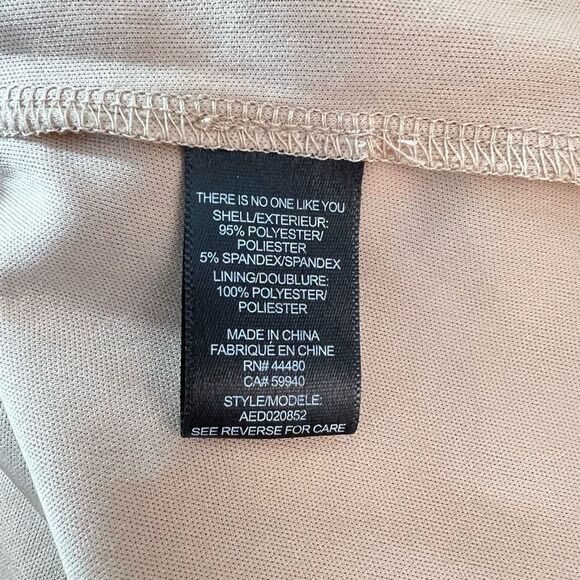 THERE IS NO ONE LIKE YOU
SHELL/EXTERIEUR:
95% POLYESTER/
POLIESTER
5% SPANDEX/SPANDEX
LINING/DOUBLURE:
100% POLYESTER/
POLIESTER
MADE IN CHINA
FABRIQUÉ EN CHINE
RN# 44480
CA# 59940
STYLE/MODELE:
AED020852
SEE REVERSE FOR CARE